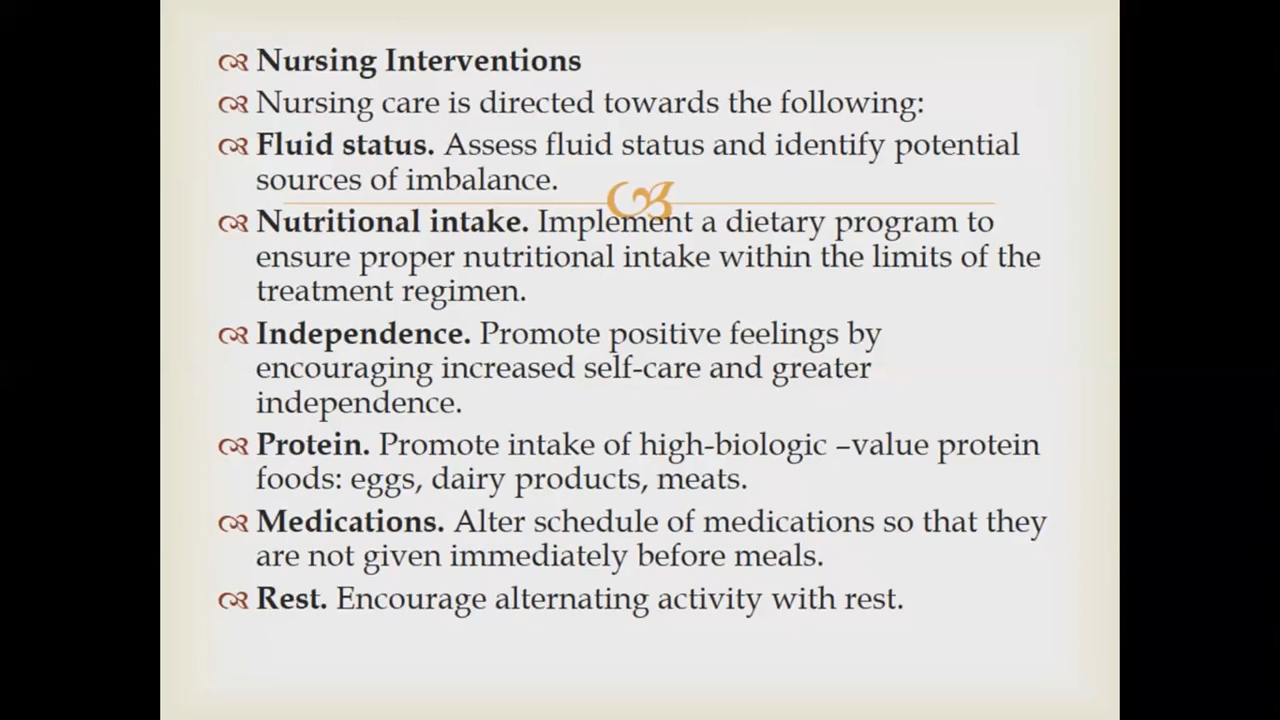 Nursing Interventions
Nursing care is directed towards the following:
Fluid status. Assess fluid status and identify potential
sources of imbalance.
Nutritional intake. Implement a dietary program to
ensure proper nutritional intake within the limits of the
treatment regimen.
Independence. Promote positive feelings by
encouraging increased self-care and greater
independence.
Protein. Promote intake of high-biologic –value protein
foods: eggs, dairy products, meats.
Medications. Alter schedule of medications so that they
are not given immediately before meals.
Rest. Encourage alternating activity with rest.